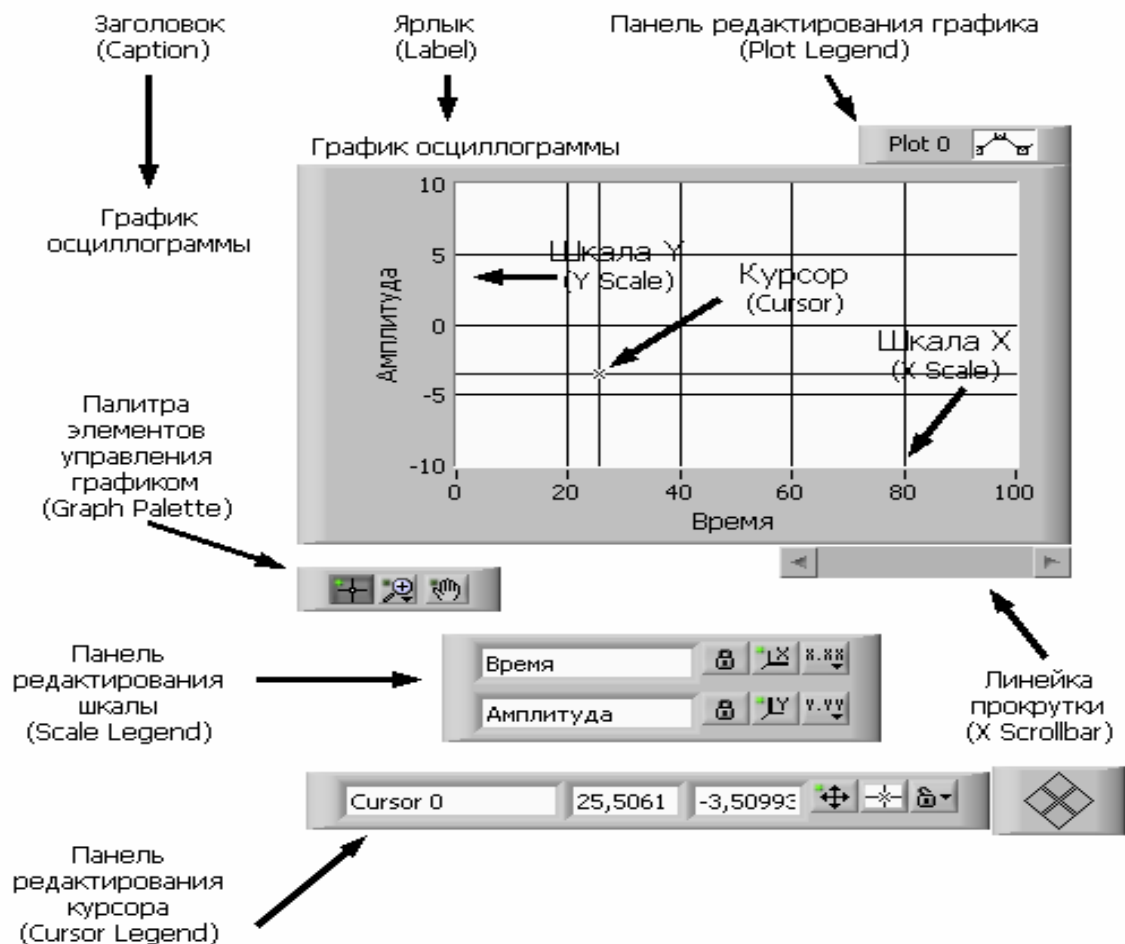 Заголовок
(Caption)
Ярлык
(Label)
Панель редактирования графика
(Plot Legend)
График осциллограммы
Plot 0
График
осциллограммы
10
5
0
-5
-10
Амплитуда
Шкала Y
(Y Scale)
Курсор
(Cursor)
Шкала X
(X Scale)
0
20
40
60
80
100
Время
Палитра
элементов
управления
графиком
(Graph Palette)
Панель
редактирования
шкалы
(Scale Legend)
Время
X
X.XX
Амплитуда
Y
Y.YY
Линейка
прокрутки
(X Scrollbar)
Cursor 0
25,5061
-3,50993
Панель
редактирования
курсора
(Cursor Legend)